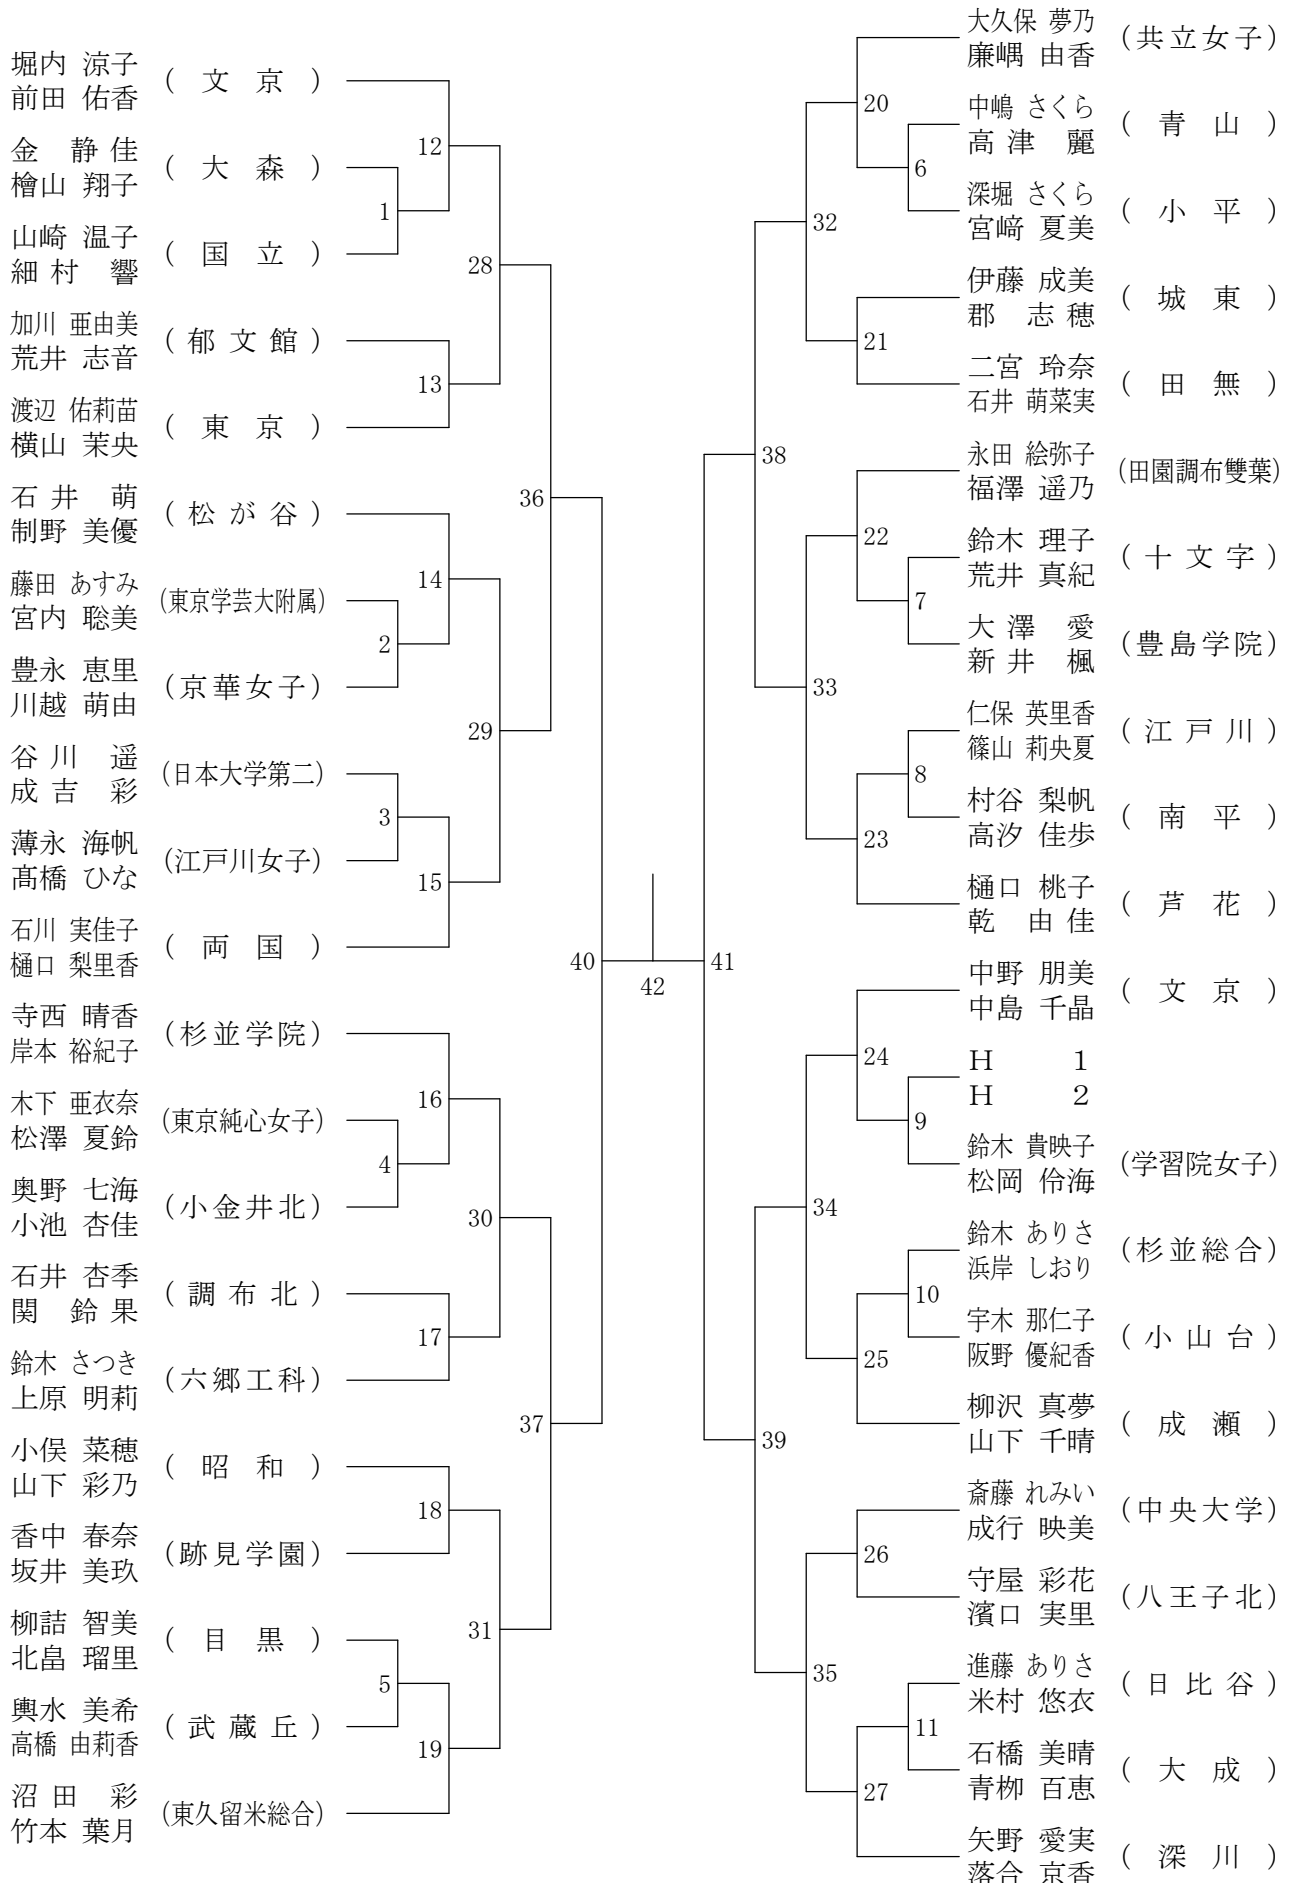 堀内 涼子
前田 佑香
( 文 京 )
金 静佳
檜山 翔子
( 大 森 )
山崎 温子
細村 響
( 国 立 )
加川 亜由美
荒井 志音
( 郁 文 館 )
渡辺 佑莉苗
横山 茉央
( 東 京 )
石井 萌
制野 美優
( 松 が 谷 )
藤田 あすみ
宮内 聡美
(東京学芸大附属)
豊永 恵里
川越 萌由
(京華女子)
谷川 遥
成吉 彩
(日本大学第二)
薄永 海帆
髙橋 ひな
(江戸川女子)
石川 実佳子
樋口 梨里香
( 両 国 )
寺西 晴香
岸本 裕紀子
(杉並学院)
木下 亜衣奈
松澤 夏鈴
(東京純心女子)
奥野 七海
小池 杏佳
(小金井北)
石井 杏季
関 鈴果
( 調 布 北 )
鈴木 さつき
上原 明莉
(六郷工科)
小俣 菜穂
山下 彩乃
( 昭 和 )
香中 春奈
坂井 美玖
(跡見学園)
柳詰 智美
北畠 瑠里
( 目 黒 )
輿水 美希
高橋 由莉香
( 武 蔵 丘 )
沼田 彩
竹本 葉月
(東久留米総合)
1
2
3
4
5
12
13
14
15
16
17
18
19
28
29
30
31
36
37
40
42
41
38
39
32
33
34
35
20
21
22
23
24
25
26
27
6
7
8
9
10
11
大久保 夢乃
廉嵎 由香
(共立女子)
中嶋 さくら
高津 麗
( 青 山 )
深堀 さくら
宮﨑 夏美
( 小 平 )
伊藤 成美
郡 志穂
( 城 東 )
二宮 玲奈
石井 萌菜実
( 田 無 )
永田 絵弥子
福澤 遥乃
(田園調布雙葉)
鈴木 理子
荒井 真紀
( 十 文 字 )
大澤 愛
新井 楓
(豊島学院)
仁保 英里香
篠山 莉央夏
( 江 戸 川 )
村谷 梨帆
高汐 佳歩
( 南 平 )
樋口 桃子
乾 由佳
( 芦 花 )
中野 朋美
中島 千晶
( 文 京 )
H 1
H 2
鈴木 貴映子
松岡 伶海
(学習院女子)
鈴木 ありさ
浜岸 しおり
(杉並総合)
宇木 那仁子
阪野 優紀香
( 小 山 台 )
柳沢 真夢
山下 千晴
( 成 瀬 )
斎藤 れみい
成行 映美
(中央大学)
守屋 彩花
濱口 実里
(八王子北)
進藤 ありさ
米村 悠衣
( 日 比 谷 )
石橋 美晴
青栁 百恵
( 大 成 )
矢野 愛実
落合 京香
( 深 川 )